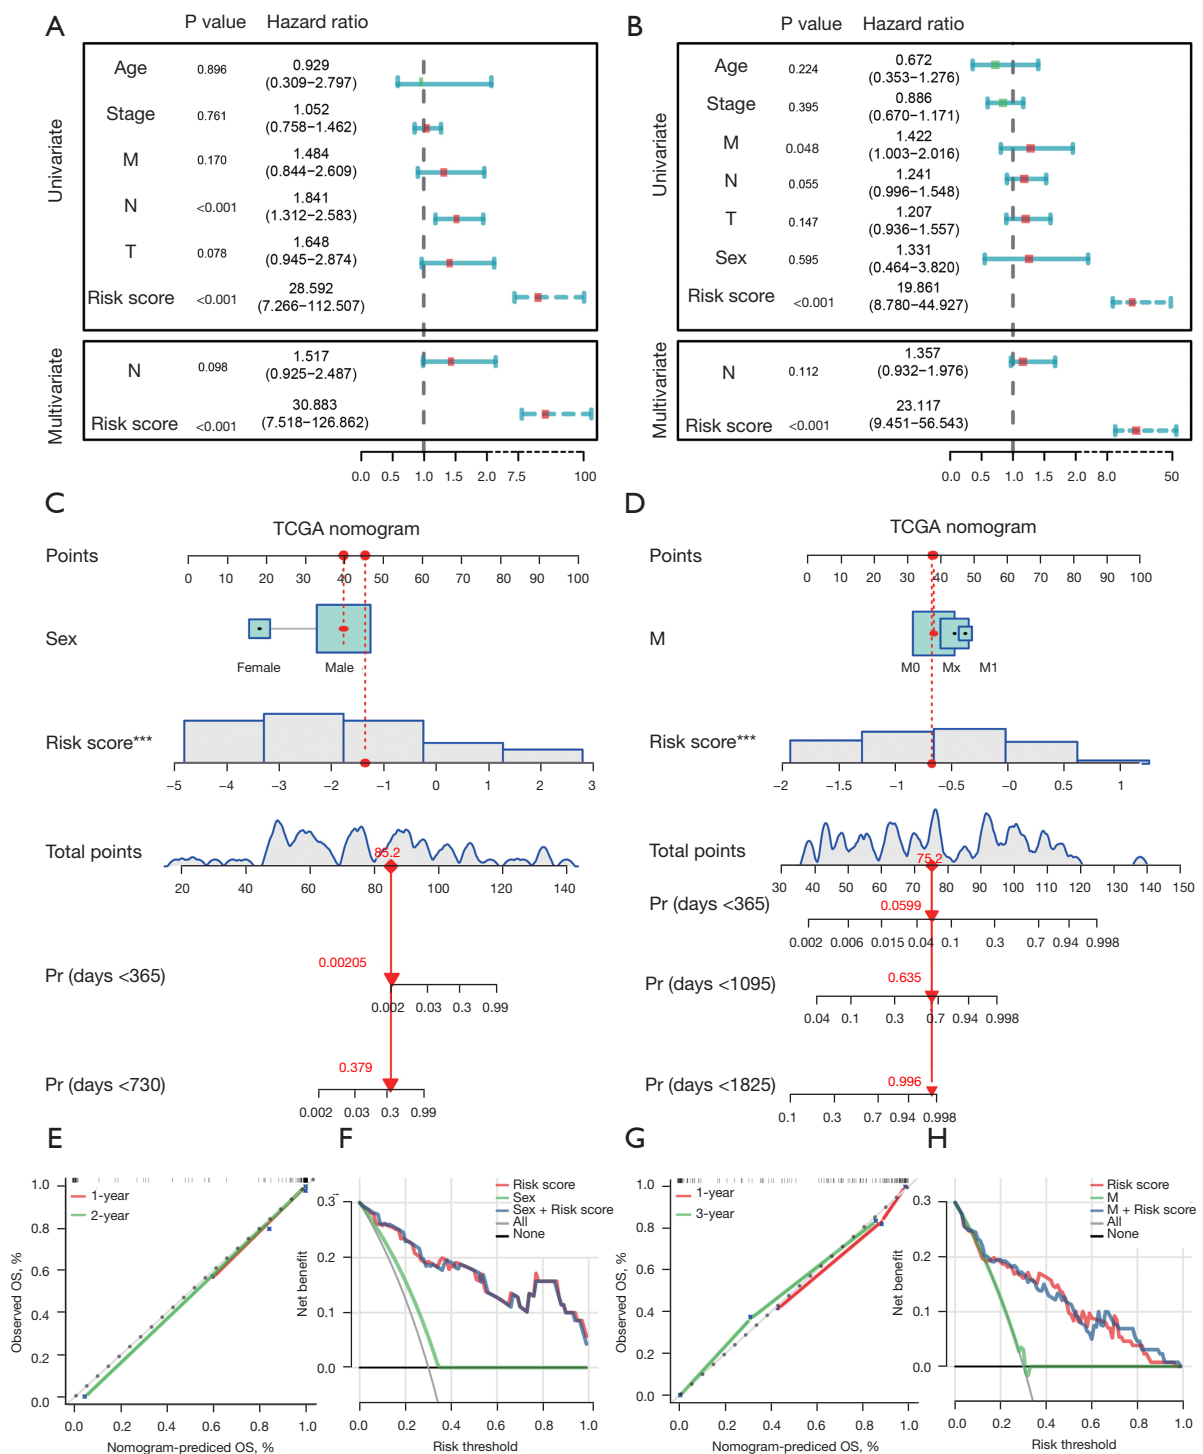 A
P value Hazard ratio
Univariate
Age 0.896 0.929
(0.309−2.797)
Stage 0.761 1.052
(0.758−1.462)
M 0.170 1.484
(0.844−2.609)
N <0.001 1.841
(1.312−2.583)
T 0.078 1.648
(0.945−2.874)
Risk score <0.001 28.592
(7.266−112.507)
Multivariate
N 0.098 1.517
(0.925−2.487)
Risk score <0.001 30.883
(7.518−126.862)
0.0 0.5 1.0 1.5 2.0 7.5 100
B
P value Hazard ratio
Univariate
Age 0.224 0.672
(0.353−1.276)
Stage 0.395 0.886
(0.670−1.171)
M 0.048 1.422
(1.003−2.016)
N 0.055 1.241
(0.996−1.548)
T 0.147 1.207
(0.936−1.557)
Sex 0.595 1.331
(0.464−3.820)
Risk score <0.001 19.861
(8.780−44.927)
Multivariate
N 0.112 1.357
(0.932−1.976)
Risk score <0.001 23.117
(9.451−56.543)
0.0 0.5 1.0 1.5 2.0 8.0 50
C
TCGA nomogram
Points
0 10 20 30 40 50 60 70 80 90 100
Sex
Female Male
Risk score***
−5 −4 −3 −2 −1 0 1 2 3
Total points
85.2
20 40 60 80 100 120 140
Pr (days <365)
0.00205
0.002 0.03 0.3 0.99
Pr (days <730)
0.379
0.002 0.03 0.3 0.99
D
TCGA nomogram
Points
0 10 20 30 40 50 60 70 80 90 100
M
M0 Mx M1
Risk score***
−2 −1.5 −1 −0.5 −0 0.5 1
Total points
75.2
30 40 50 60 70 80 90 100 110 120 130 140 150
Pr (days <365)
0.0599
0.002 0.006 0.015 0.04 0.1 0.3 0.7 0.94 0.998
Pr (days <1095)
0.635
0.04 0.1 0.3 0.7 0.94 0.998
Pr (days <1825)
0.996
0.1 0.3 0.7 0.94 0.998
E
1-year
2-year
Observed OS, %
1.0
0.8
0.6
0.4
0.2
0.0
0.0 0.2 0.4 0.6 0.8 1.0
Nomogram-prediced OS, %
F
Risk score
Sex
Sex + Risk score
All
None
Net benefit
0.3
0.2
0.1
0.0
0.0 0.2 0.4 0.6 0.8 1.0
Risk threshold
G
1-year
3-year
Observed OS, %
1.0
0.8
0.6
0.4
0.2
0.0
0.0 0.2 0.4 0.6 0.8 1.0
Nomogram-prediced OS, %
H
Risk score
M
M + Risk score
All
None
Net benefit
0.3
0.2
0.1
0.0
0.0 0.2 0.4 0.6 0.8 1.0
Risk threshold